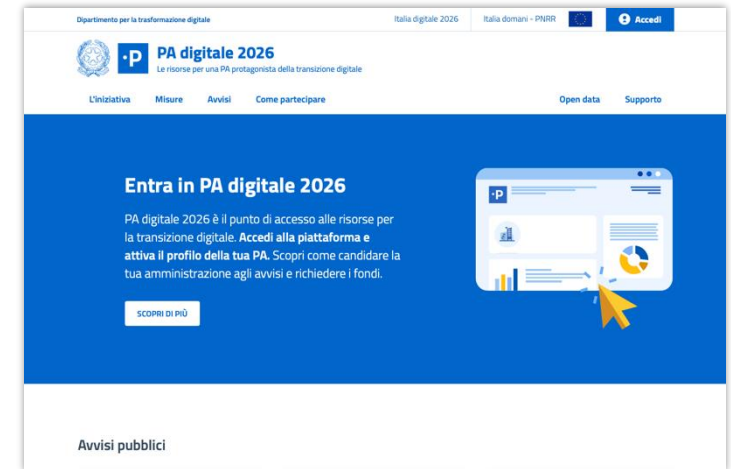 Dipartimento per la trasformazione digitale
Italia digitale 2026
Italia domani - PNRR
Accedi
·P
PA digitale 2026
Le risorse per una PA protagonista della transizione digitale
L'iniziativa Misure Avvisi Come partecipare Open data Supporto
Entra in PA digitale 2026
PA digitale 2026 è il punto di accesso alle risorse per
la transizione digitale. Accedi alla piattaforma e
attiva il profilo della tua PA. Scopri come candidare la
tua amministrazione agli avvisi e richiedere i fondi.
SCOPRI DI PIÙ
·P
Avvisi pubblici